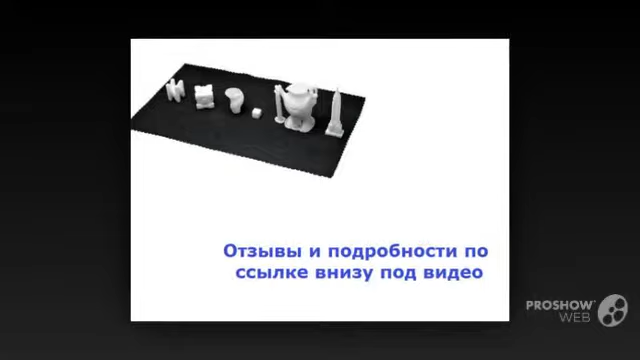 Отзывы и подробности по
ссылке внизу под видео
PROSHOW
WEB